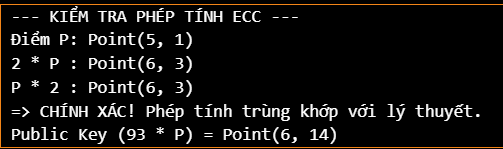 --- KIỂM TRA PHÉP TÍNH ECC ---
Điểm P: Point(5, 1)
2 * P : Point(6, 3)
P * 2 : Point(6, 3)
=> CHÍNH XÁC! Phép tính trùng khớp với lý thuyết.
Public Key (93 * P) = Point(6, 14)